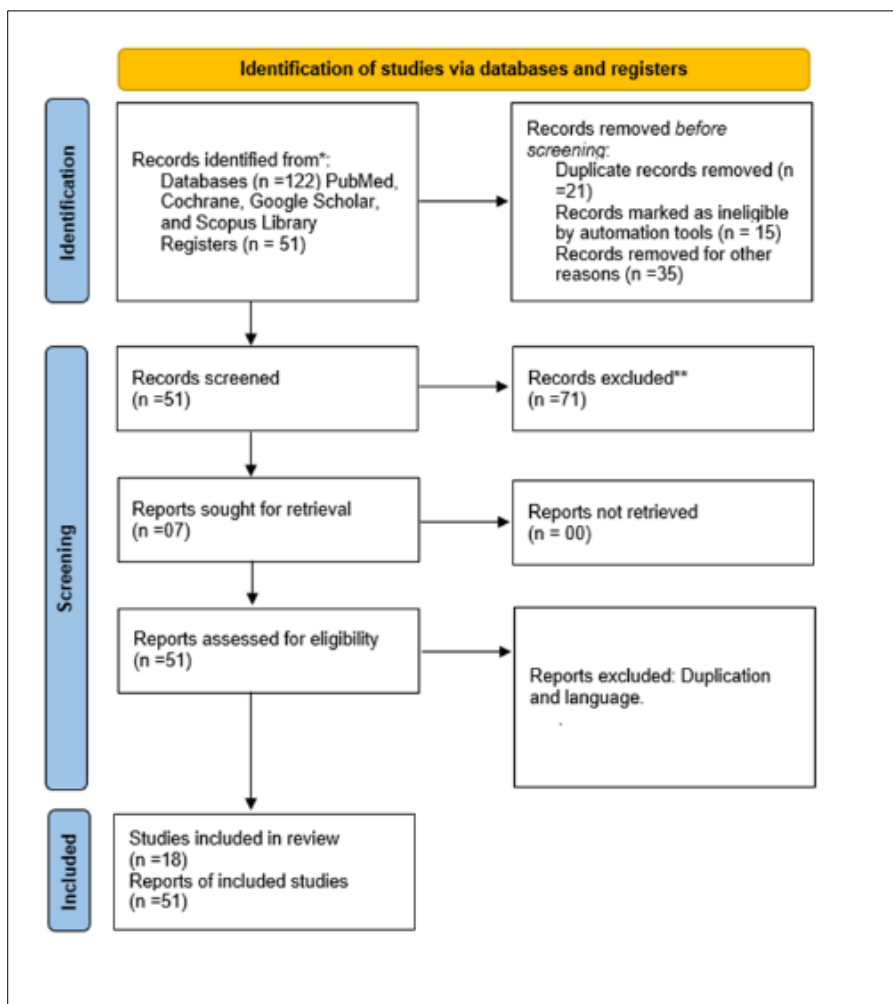 Identification of studies via databases and registers
Identification
Records identified from*:
Databases (n =122) PubMed,
Cochrane, Google Scholar,
and Scopus Library
Registers (n = 51)
Records removed before
screening:
Duplicate records removed (n
=21)
Records marked as ineligible
by automation tools (n = 15)
Records removed for other
reasons (n =35)
Screening
Records screened
(n =51)
Records excluded**
(n =71)
Reports sought for retrieval
(n =07)
Reports not retrieved
(n = 00)
Reports assessed for eligibility
(n =51)
Reports excluded: Duplication
and language.
.
Included
Studies included in review
(n =18)
Reports of included studies
(n =51)